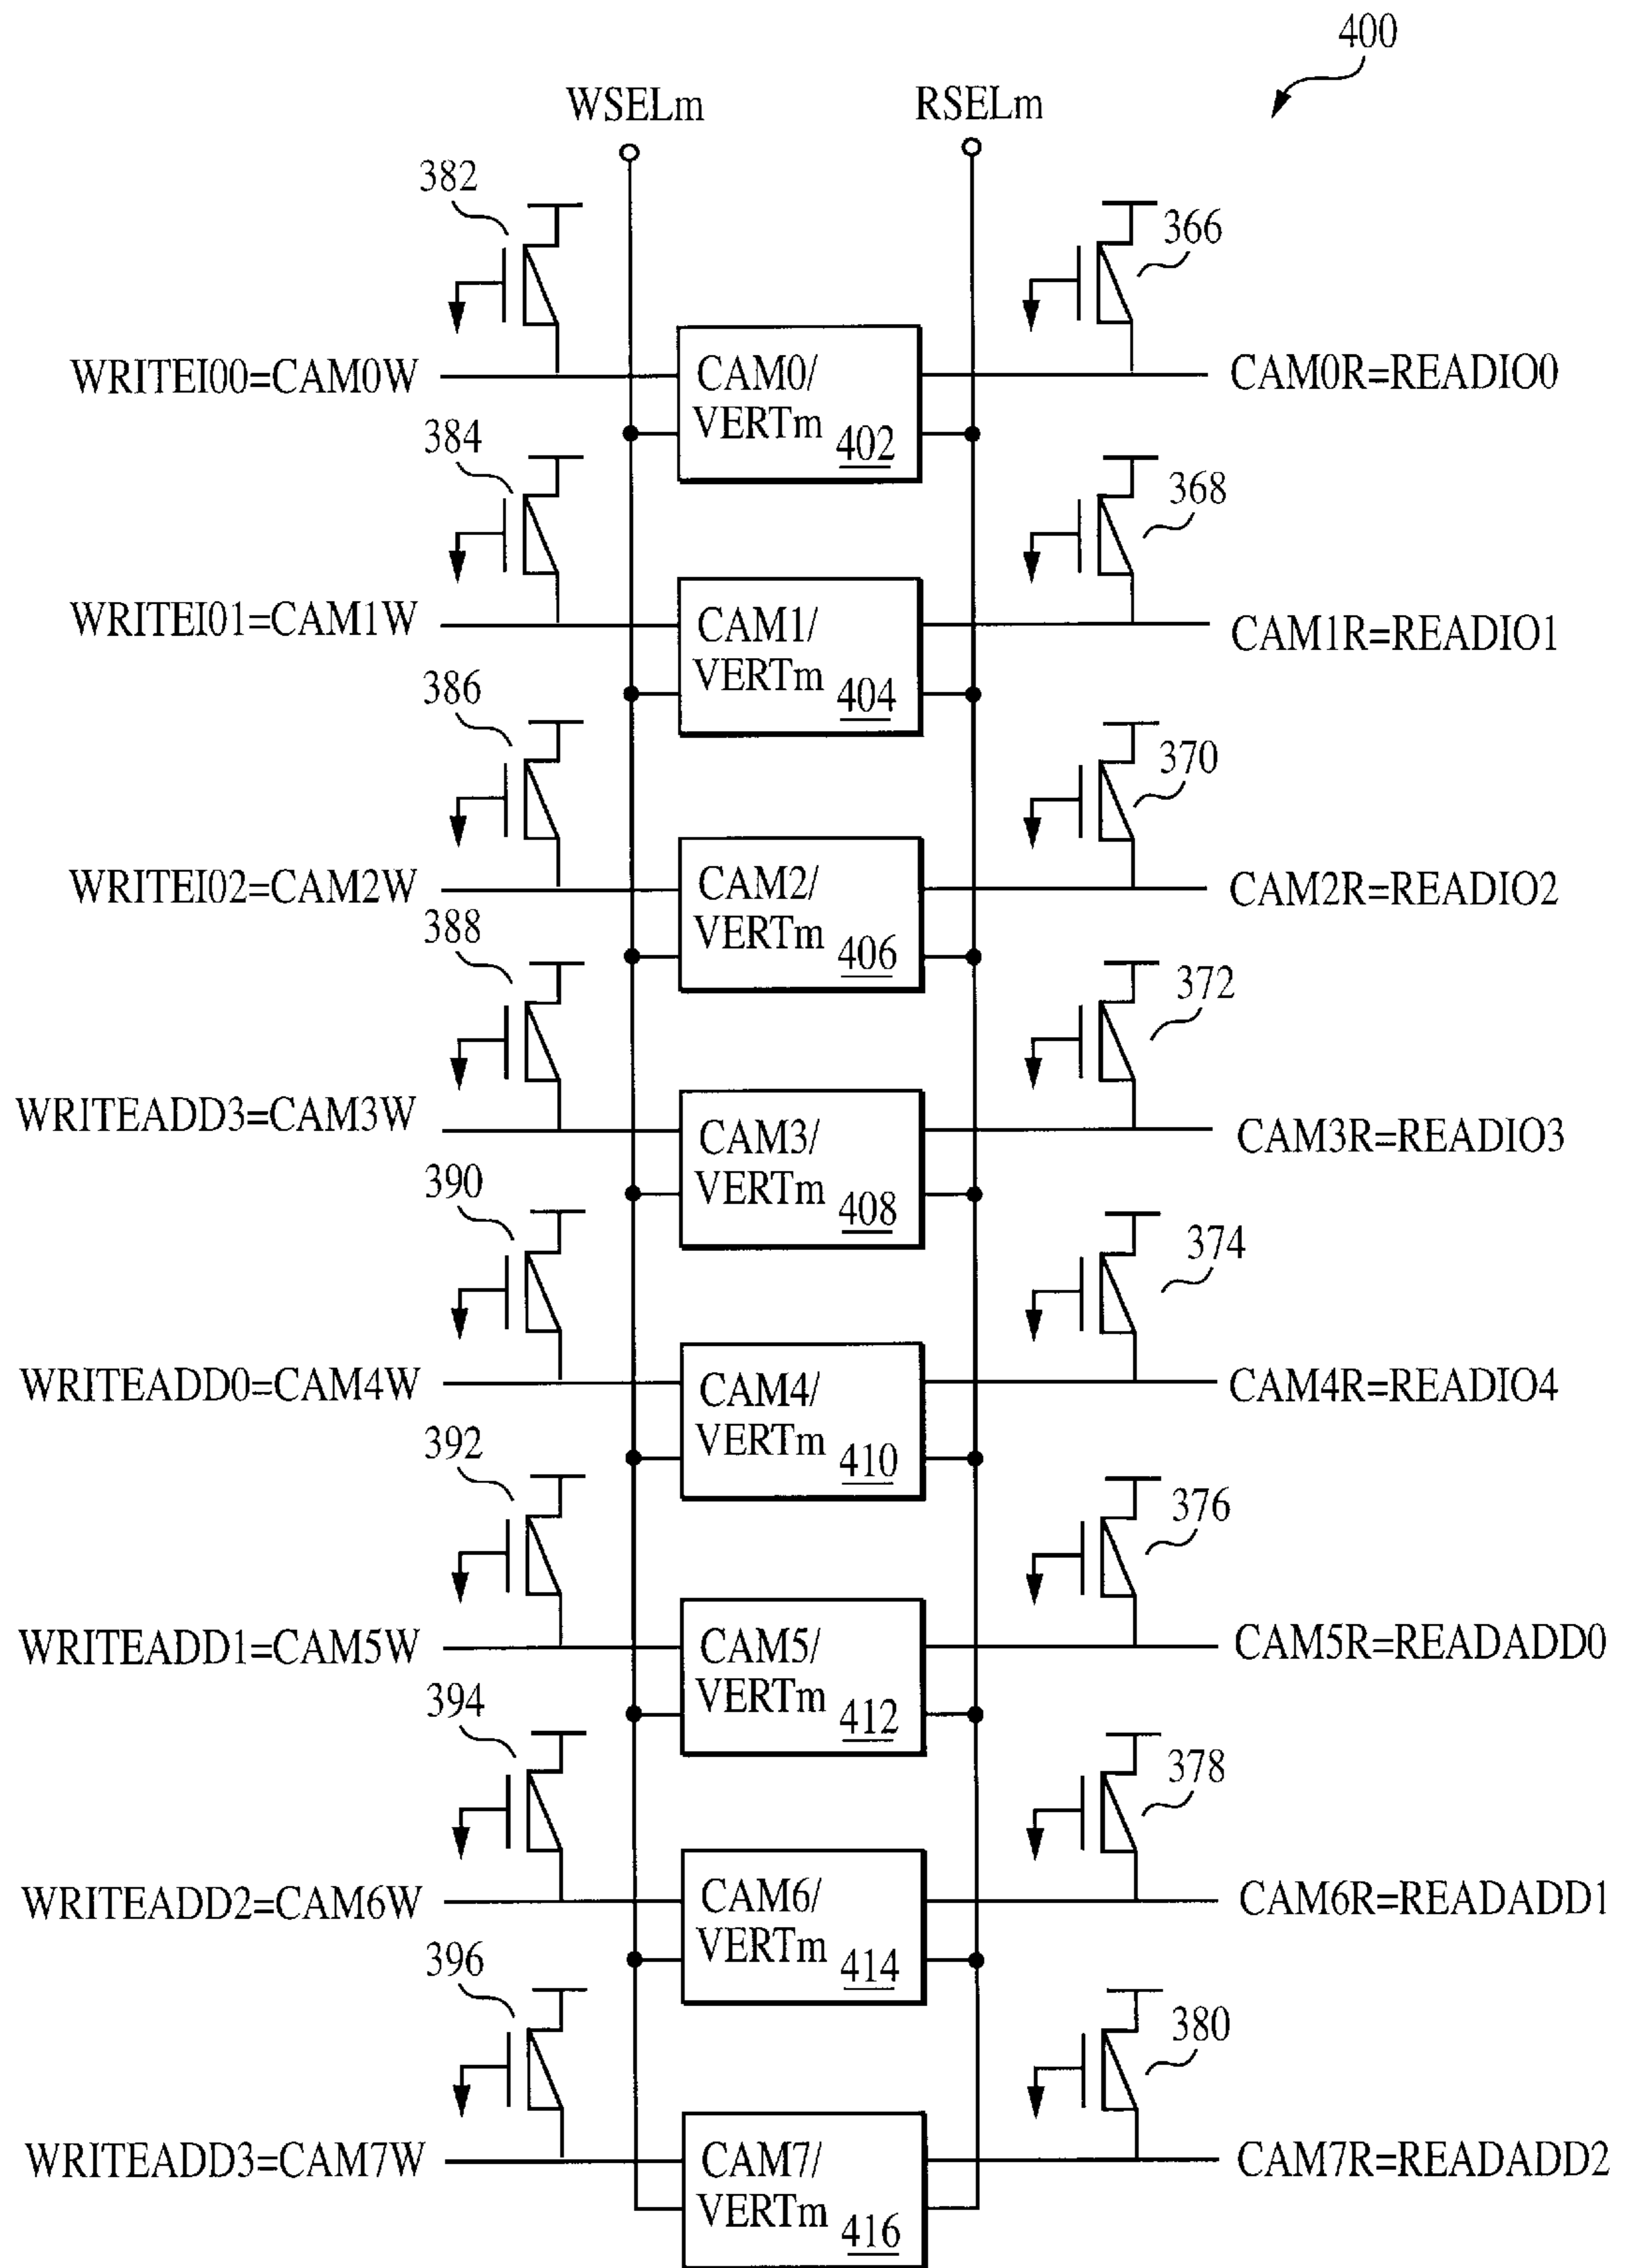 400
WSELm
RSELm
382
366
WRITEI00=CAM0W
CAM0/
VERTm
402
CAM0R=READIO0
384
368
WRITEI01=CAM1W
CAM1/
VERTm
404
CAM1R=READIO1
386
370
WRITEI02=CAM2W
CAM2/
VERTm
406
CAM2R=READIO2
388
372
WRITEADD3=CAM3W
CAM3/
VERTm
408
CAM3R=READIO3
390
374
WRITEADD0=CAM4W
CAM4/
VERTm
410
CAM4R=READIO4
392
376
WRITEADD1=CAM5W
CAM5/
VERTm
412
CAM5R=READADD0
394
378
WRITEADD2=CAM6W
CAM6/
VERTm
414
CAM6R=READADD1
396
380
WRITEADD3=CAM7W
CAM7/
VERTm
416
CAM7R=READADD2